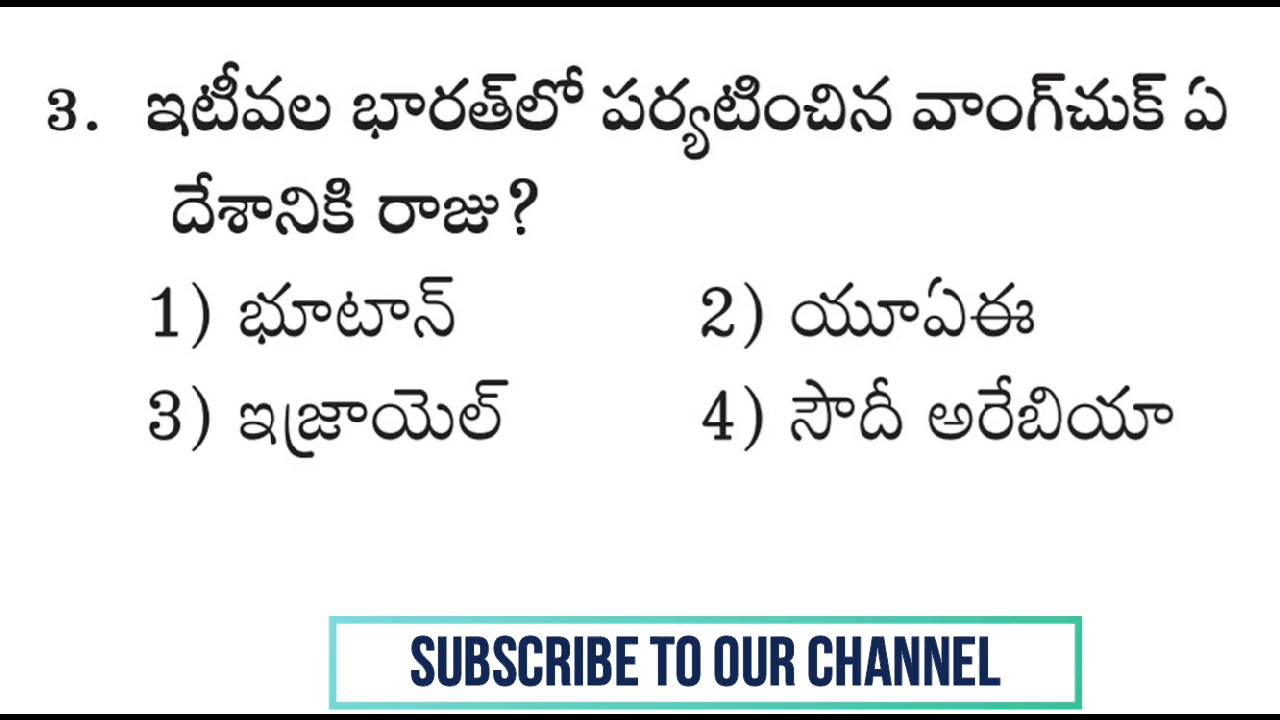 3. ఇటీవల భారత్‌లో పర్యటించిన వాంగ్‌చుక్ ఏ
దేశానికి రాజు?
1) భూటాన్ 2) యూఏఈ
3) ఇజ్రాయెల్ 4) సౌదీ అరేబియా
SUBSCRIBE TO OUR CHANNEL